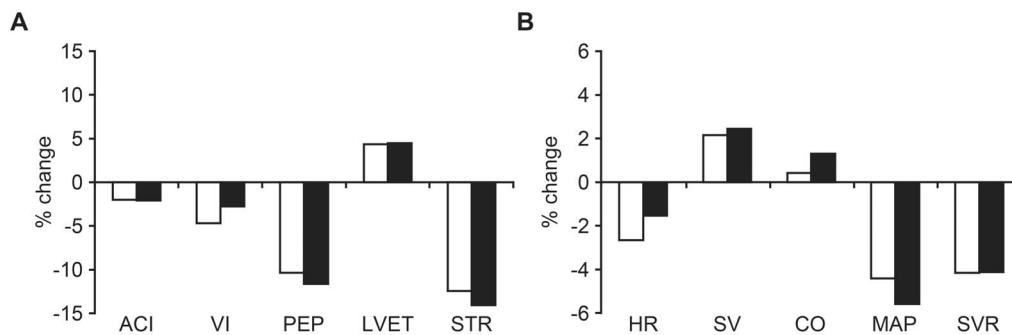 A
B
% change
15
10
5
0
-5
-10
-15
ACI VI PEP LVET STR
% change
6
4
2
0
-2
-4
-6
HR SV CO MAP SVR